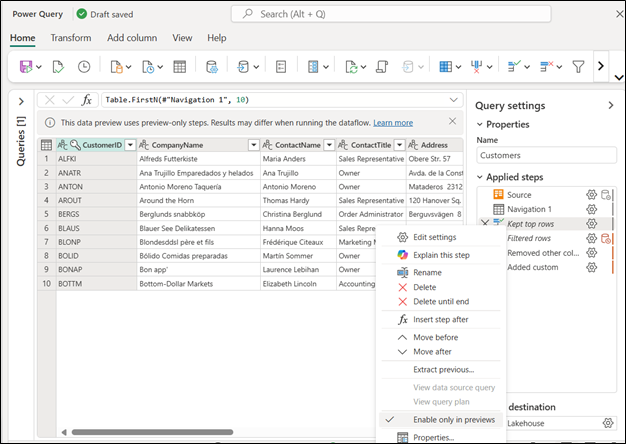 Power Query Draft saved Search (Alt + Q)
Home Transform Add column View Help
Queries [1]
fx Table.FirstN(#"Navigation 1", 10)
This data preview uses preview-only steps. Results may differ when running the dataflow. Learn more
CustomerID CompanyName ContactName ContactTitle Address
1 ALFKI Alfreds Futterkiste Maria Anders Sales Representative Obere Str. 57
2 ANATR Ana Trujillo Emparedados y helados Ana Trujillo Owner Avda. de la Const
3 ANTON Antonio Moreno Taquería Antonio Moreno Owner Mataderos 2312
4 AROUT Around the Horn Thomas Hardy Sales Representative 120 Hanover Sq.
5 BERGS Berglunds snabbköp Christina Berglund Order Administrator Berguvsvägen 8
6 BLAUS Blauer See Delikatessen Hanna Moos Sales Representative
7 BLONP Blondesddsl père et fils Frédérique Citeaux Marketing M
8 BOLID Bólido Comidas preparadas Martín Sommer Owner
9 BONAP Bon app' Laurence Lebihan Owner
10 BOTTM Bottom-Dollar Markets Elizabeth Lincoln Accounting
Edit settings
Explain this step
Rename
Delete
Delete until end
fx Insert step after
Move before
Move after
Extract previous...
View data source query
View query plan
Enable only in previews
Properties...
Query settings
Properties
Name
Customers
Applied steps
Source
Navigation 1
Kept top rows
Filtered rows
Removed other col...
Added custom
destination
Lakehouse